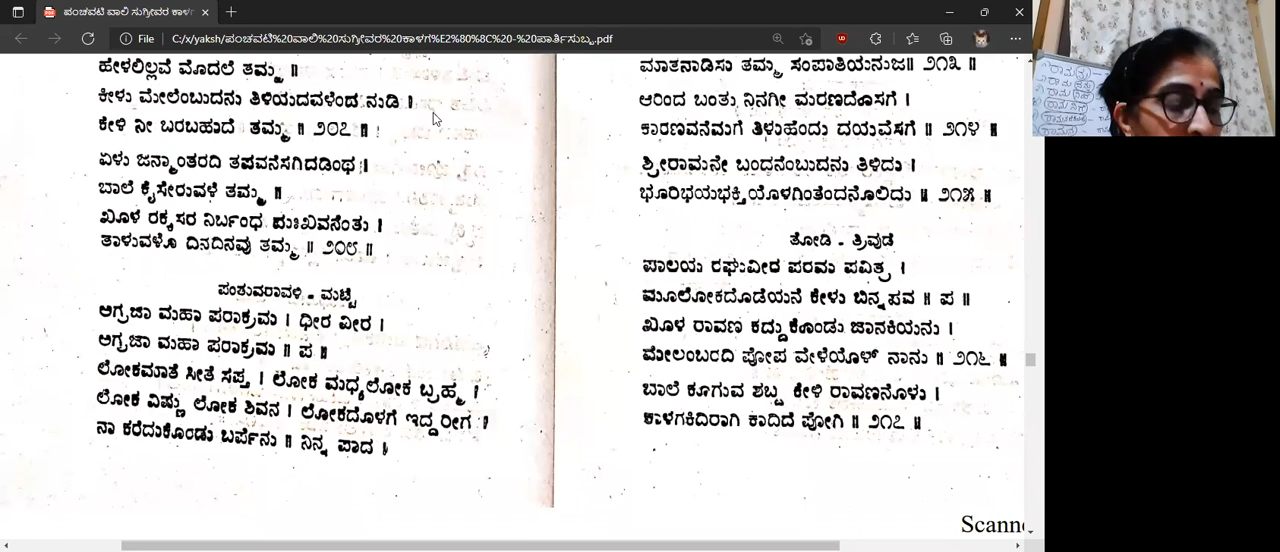 ಪಂಚವಟಿ ವಾಲಿ ಸುಗ್ರೀವರ ಕಾಳಗ
File
C:/x/yaksh/ಪಂಚವಟಿ%20ವಾಲಿ%20ಸುಗ್ರೀವರ%20ಕಾಳಗ%E2%80%8C%20-%20ಪಾರ್ತಿಸುಬ್ಬ.pdf
ಹೇಳಲಿಲ್ಲವೆ ಮೊದಲೆ ತಮ್ಮ ॥
ಕೀಳು ಮೇಲೆಂಬುದನು ತಿಳಿಯದವಳೆಂದ ನುಡಿ ।
ಕೇಳಿ ನೀ ಬರಬಹುದೆ ತಮ್ಮ ॥ ೨೦೭ ॥
ಏಳು ಜನ್ಮಾಂತರದಿ ತಪವನೆಸಗಿದಡಿಂಥ ।
ಬಾಲೆ ಕೈಸೇರುವಳೆ ತಮ್ಮ ॥
ಖೂಳ ರಕ್ಕಸರ ನಿರ್ಬಂಧ ದುಃಖವನೆಂತು ।
ತಾಳುವಳೊ ದಿನದಿನವು ತಮ್ಮ ॥ ೨೦೮ ॥
ಪಂತುವರಾವಳಿ - ಮಟ್ಟೆ
ಅಗ್ರಜಾ ಮಹಾ ಪರಾಕ್ರಮ । ಧೀರ ವೀರ ।
ಅಗ್ರಜಾ ಮಹಾ ಪರಾಕ್ರಮ ॥ ಪ ॥
ಲೋಕಮಾತೆ ಸೀತೆ ಸಪ್ತ । ಲೋಕ ಮಧ್ಯಲೋಕ ಬ್ರಹ್ಮ ।
ಲೋಕ ವಿಷ್ಣು ಲೋಕ ಶಿವನ । ಲೋಕದೊಳಗೆ ಇದ್ದರೀಗ ।
ನಾ ಕರೆದುಕೊಂಡು ಬರ್ಪೆನು ॥ ನಿನ್ನ ಪಾದ ।
ಮಾತನಾಡಿಸಾ ತಮ್ಮ ಸಂಪಾತಿಯನುಜ॥ ೨೧೩ ॥
ಆರಿಂದ ಬಂತು ನಿನಗೀ ಮರಣದೊಸಗೆ ।
ಕಾರಣವನೆಮಗೆ ತಿಳುಹೆಂದು ದಯವೆಸಗೆ ॥ ೨೧೪ ॥
ಶ್ರೀರಾಮನೇ ಬಂದನೆಂಬುದನು ತಿಳಿದು ।
ಭೂರಿಭಯಭಕ್ತಿಯೊಳಗಿಂತೆಂದನೊಲಿದು ॥ ೨೧೫ ॥
ತೋಡಿ - ತ್ರಿವುಡೆ
ಪಾಲಯ ರಘುವೀರ ಪರಮ ಪವಿತ್ರ ।
ಮೂಲೋಕದೊಡೆಯನೆ ಕೇಳು ಬಿನ್ನಪವ ॥ ಪ ॥
ಖೂಳ ರಾವಣ ಕದ್ದುಕೊಂಡು ಜಾನಕಿಯನು ।
ಮೇಲಂಬರದಿ ಪೋಪ ವೇಳೆಯೊಳ್ ನಾನು ॥ ೨೧೬ ॥
ಬಾಲೆ ಕೂಗುವ ಶಬ್ದ ಕೇಳಿ ರಾವಣನೊಳು ।
ಕಾಳಗಕಿದಿರಾಗಿ ಕಾದಿದೆ ಪೋಗಿ ॥ ೨೧೭ ॥